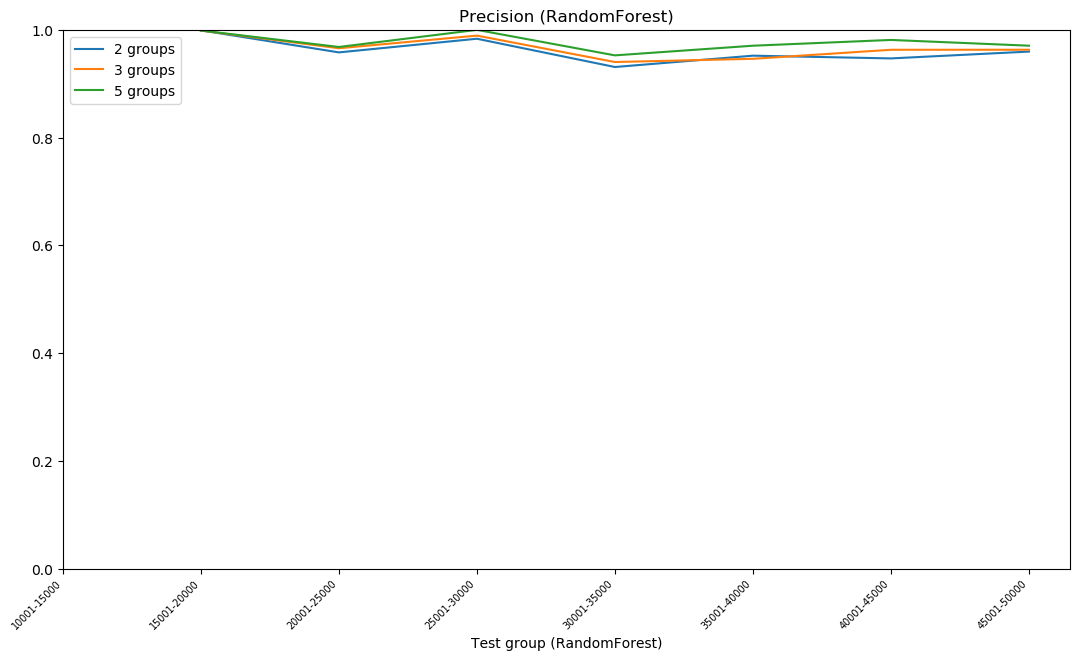 Precision (RandomForest)
2 groups
3 groups
5 groups
1.0
0.8
0.6
0.4
0.2
0.0
10001-15000
15001-20000
20001-25000
25001-30000
30001-35000
35001-40000
40001-45000
45001-50000
Test group (RandomForest)